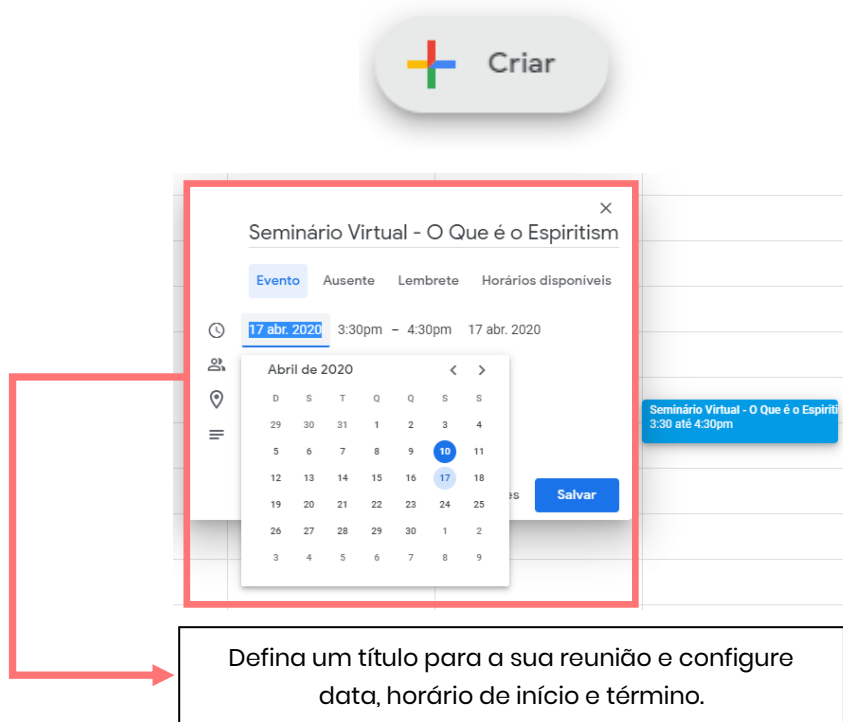 Criar
Seminário Virtual - O Que é o Espiritism
Evento Ausente Lembrete Horários disponíveis
17 abr. 2020 3:30pm – 4:30pm 17 abr. 2020
Abril de 2020
D S T Q Q S S
29 30 31 1 2 3 4
5 6 7 8 9 10 11
12 13 14 15 16 17 18
19 20 21 22 23 24 25
26 27 28 29 30 1 2
3 4 5 6 7 8 9
es Salvar
Seminário Virtual - O Que é o Espiriti
3:30 até 4:30pm
Defina um título para a sua reunião e configure
data, horário de início e término.